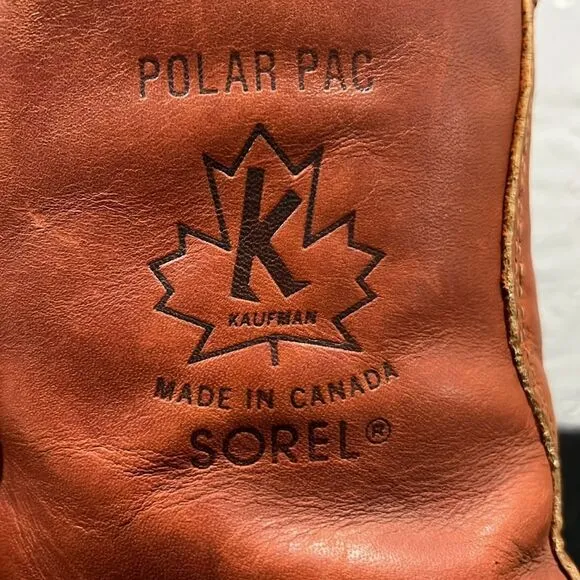 POLAR PAC
K
KAUFMAN
MADE IN CANADA
SOREL®